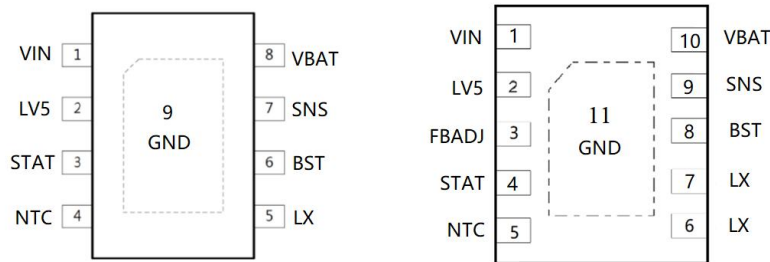 VIN 1 8 VBAT
LV5 2 7 SNS
STAT 3 6 BST
NTC 4 5 LX
9
GND
VIN 1 10 VBAT
LV5 2 9 SNS
FBADJ 3 8 BST
STAT 4 7 LX
NTC 5 6 LX
11
GND